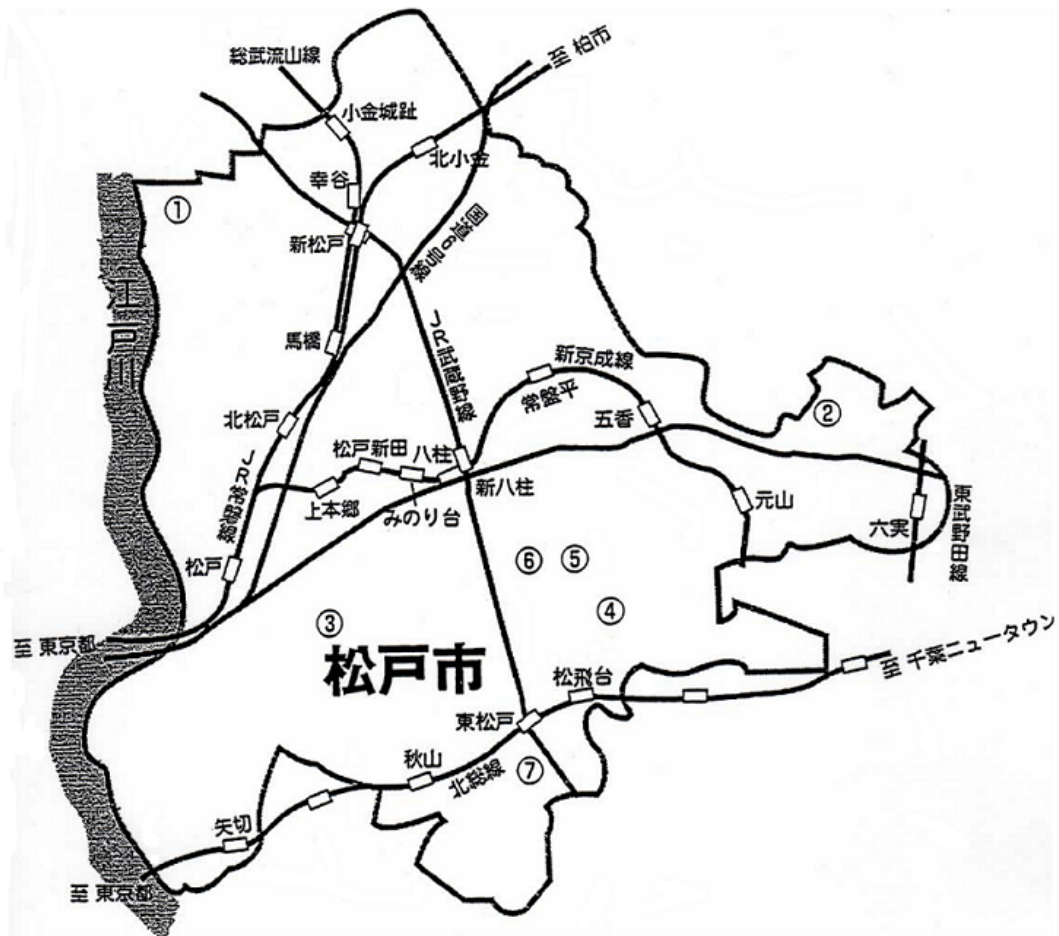 総武流山線
至 柏市
小金城趾
北小金
幸谷
①
新松戸
国道6号線
江戸川
馬橋
JR武蔵野線
新京成線
常盤平
②
北松戸
五香
松戸新田
八柱
JR常磐線
上本郷
みのり台
新八柱
元山
六実
東武野田線
松戸
⑥
⑤
③
④
至 東京都
松戸市
至 千葉ニュータウン
松飛台
東松戸
秋山
北総線
⑦
矢切
至 東京都